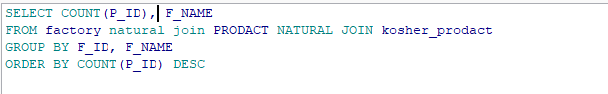 SELECT COUNT(P_ID), F_NAME
FROM factory natural join PRODACT NATURAL JOIN kosher_prodact
GROUP BY F_ID, F_NAME
ORDER BY COUNT(P_ID) DESC